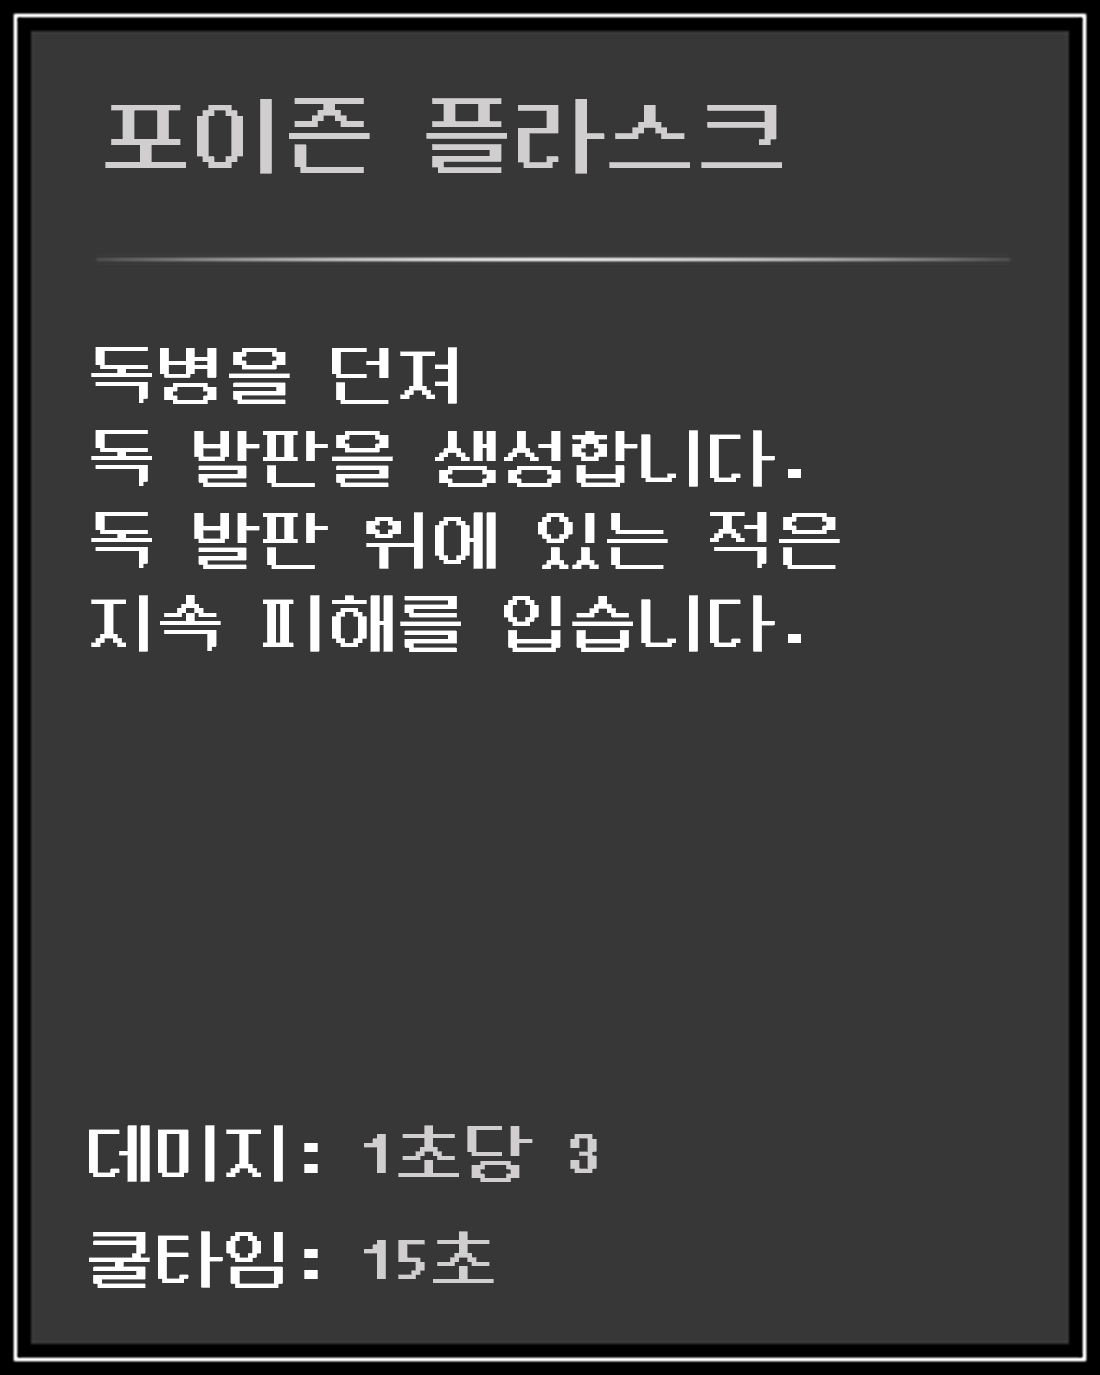 포이즌 플라스크
독병을 던져
독 발판을 생성합니다.
독 발판 위에 있는 적은
지속 피해를 입습니다.
데미지: 1초당 3
쿨타임: 15초